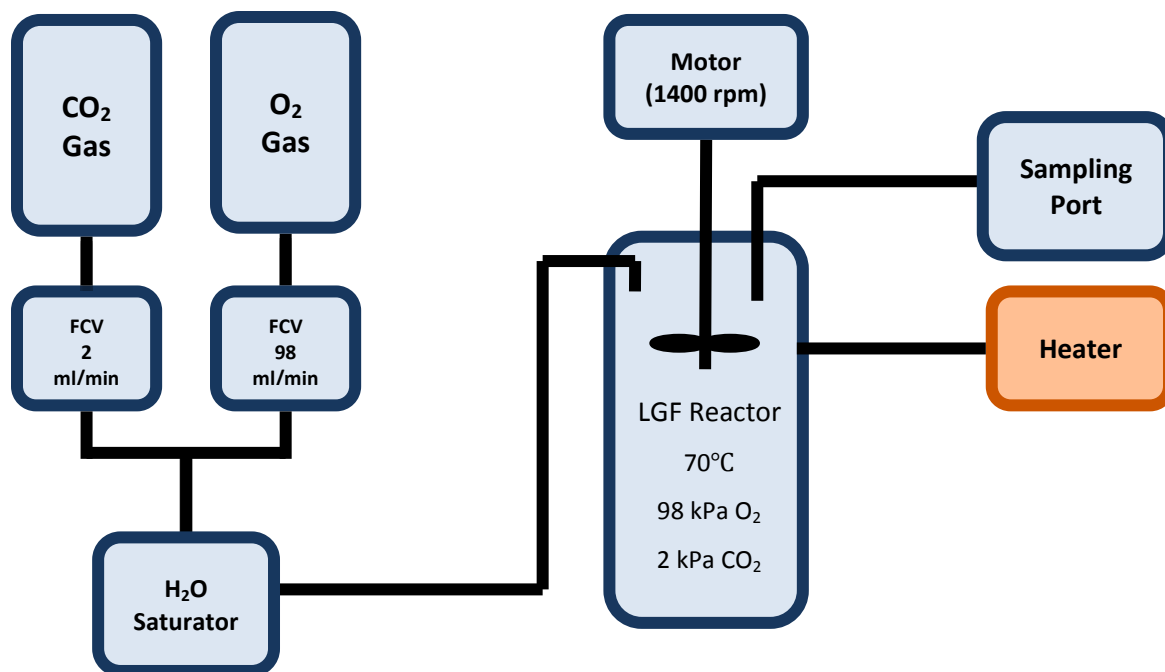 CO₂
Gas
O₂
Gas
Motor
(1400 rpm)
Sampling
Port
FCV
2
ml/min
FCV
98
ml/min
Heater
LGF Reactor
70℃
98 kPa O₂
2 kPa CO₂
H₂O
Saturator